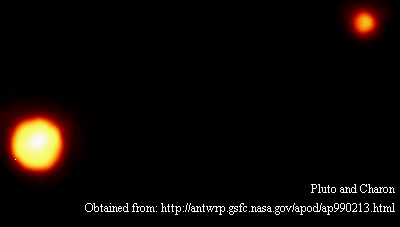 Pluto and Charon
Obtained from: http://antwrp.gsfc.nasa.gov/apod/ap990213.html